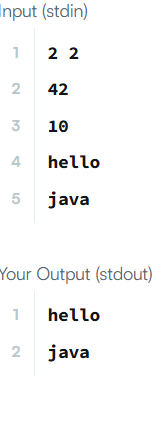 Input (stdin)
1 2 2
2 42
3 10
4 hello
5 java
Your Output (stdout)
1 hello
2 java